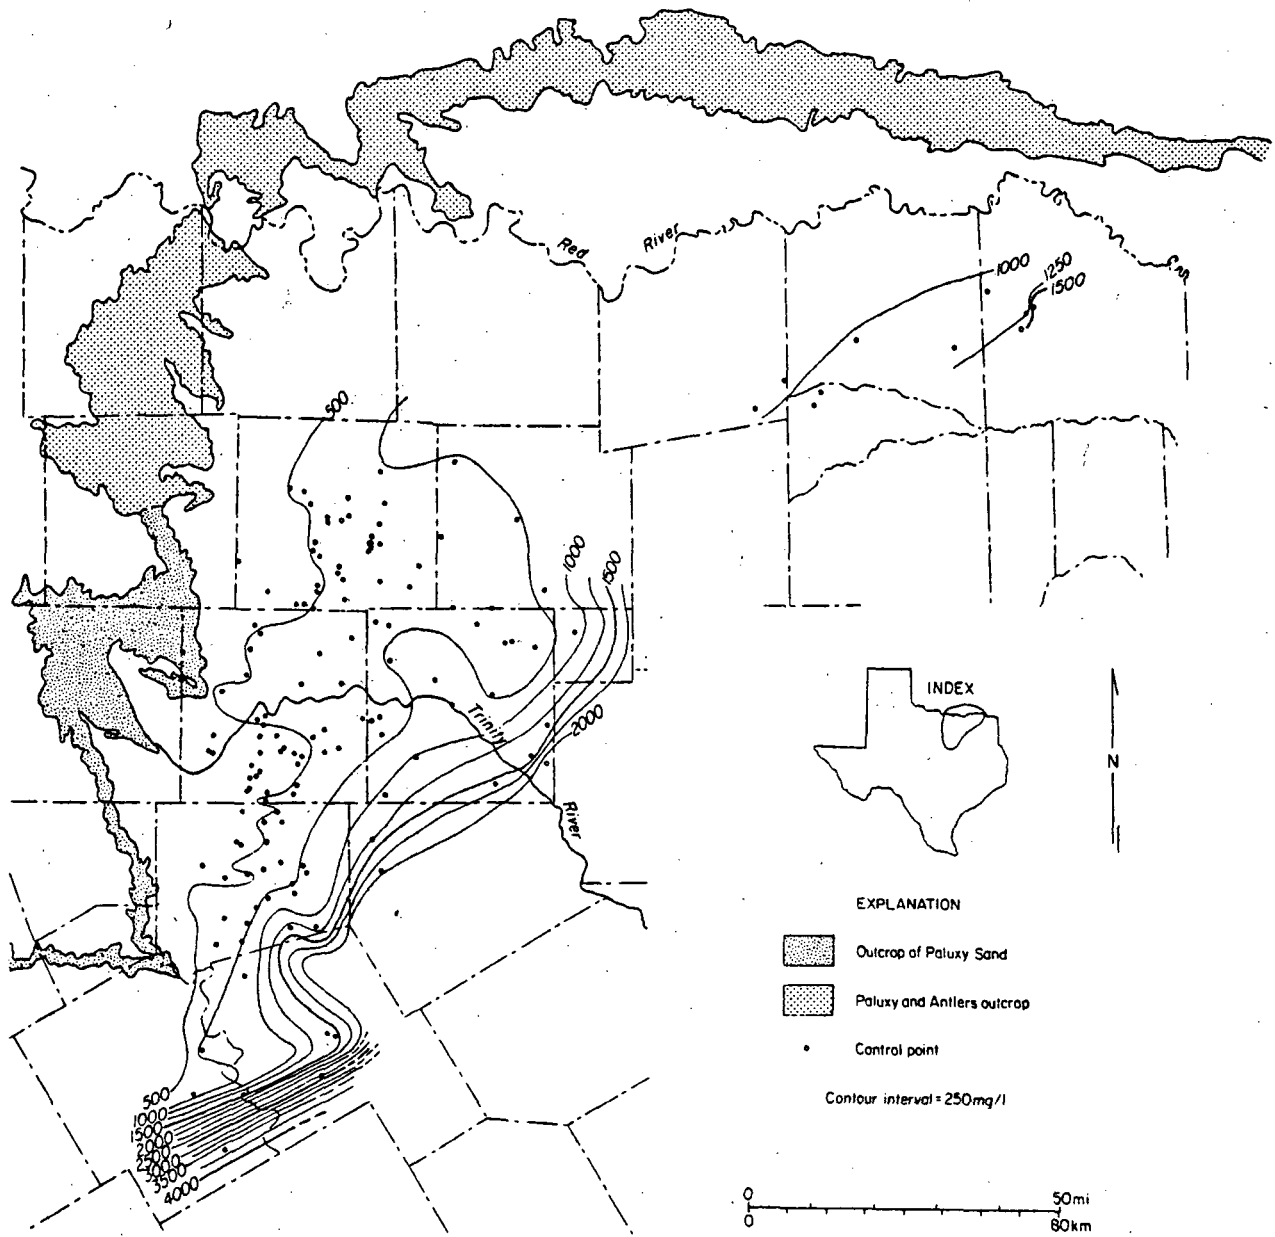 Red River
1000
1250
1500
500
1000
1500
2000
Trinity
River
INDEX
N
EXPLANATION
Outcrop of Paluxy Sand
Paluxy and Antlers outcrop
Control point
Contour interval = 250mg/l
500
1000
1500
2000
3500
4000
0 50mi
0 80km